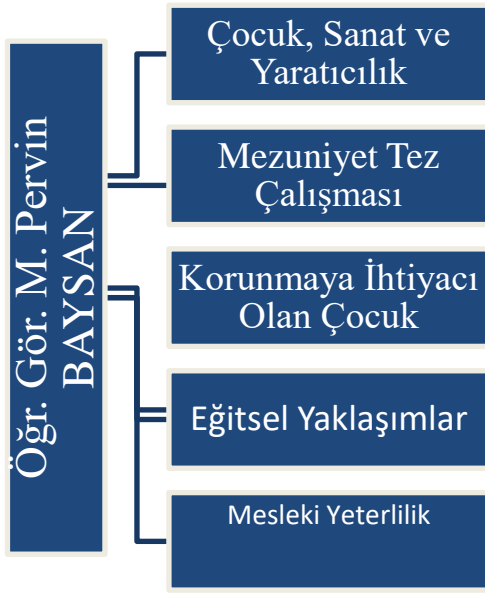 Öğr. Gör. M. Pervin
BAYSAN
Çocuk, Sanat ve
Yaratıcılık
Mezuniyet Tez
Çalışması
Korunmaya İhtiyacı
Olan Çocuk
Eğitsel Yaklaşımlar
Mesleki Yeterlilik